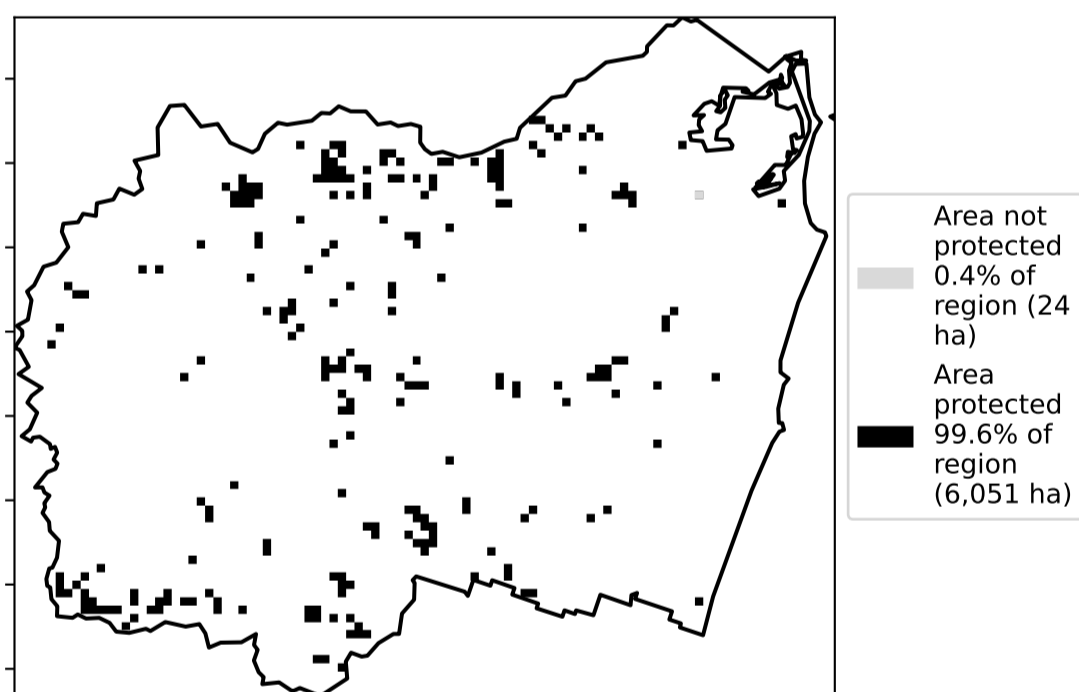 Area not
protected
0.4% of
region (24
ha)
Area
protected
99.6% of
region
(6,051 ha)